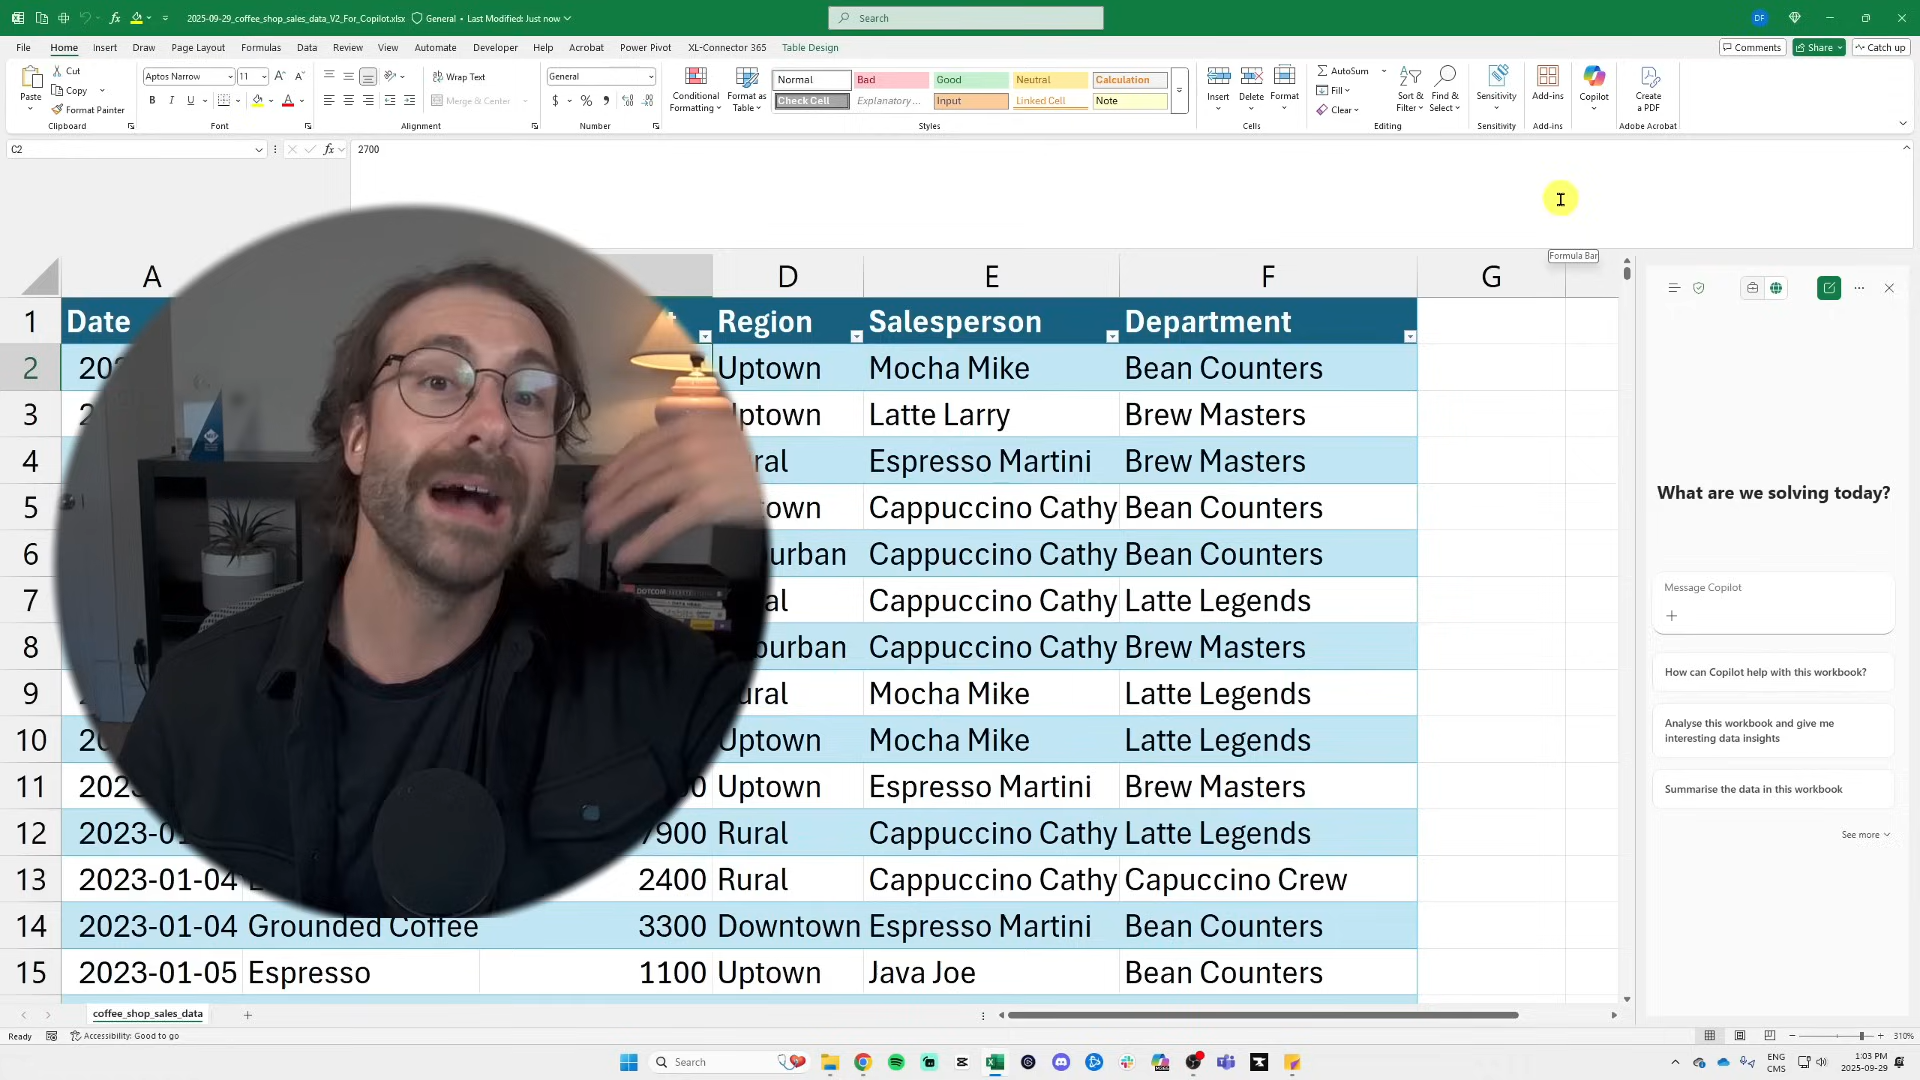 2025-09-29_coffee_shop_sales_data_V2_For_Copilot.xlsx General • Last Modified: Just now
Search
DF
File Home Insert Draw Page Layout Formulas Data Review View Automate Developer Help Acrobat Power Pivot XL-Connector 365 Table Design
Comments Share Catch up
Paste Cut Copy Format Painter
Clipboard
Aptos Narrow 11
B I U
Font
Wrap Text
Merge & Center
Alignment
General
$ % ,
Number
Conditional Formatting
Format as Table
Normal Bad Good Neutral Calculation
Check Cell Explanatory ... Input Linked Cell Note
Styles
Insert Delete Format
Cells
AutoSum Fill Clear
Sort & Filter
Find & Select
Editing
Sensitivity
Sensitivity
Add-ins
Add-ins
Copilot
Create a PDF
Adobe Acrobat
C2 fx 2700
Formula Bar
A D E F G
1 Date Region Salesperson Department
2 Uptown Mocha Mike Bean Counters
3 Latte Larry Brew Masters
4 Espresso Martini Brew Masters
5 Cappuccino Cathy Bean Counters
6 Cappuccino Cathy Bean Counters
7 Cappuccino Cathy Latte Legends
8 Cappuccino Cathy Brew Masters
9 Mocha Mike Latte Legends
10 Uptown Mocha Mike Latte Legends
11 Uptown Espresso Martini Brew Masters
12 Rural Cappuccino Cathy Latte Legends
13 2023-01-04 2400 Rural Cappuccino Cathy Capuccino Crew
14 2023-01-04 Grounded Coffee 3300 Downtown Espresso Martini Bean Counters
15 2023-01-05 Espresso 1100 Uptown Java Joe Bean Counters
What are we solving today?
Message Copilot
+
How can Copilot help with this workbook?
Analyse this workbook and give me
interesting data insights
Summarise the data in this workbook
See more
coffee_shop_sales_data
Ready Accessibility: Good to go
310%
Search
ENG
CMS
1:03 PM
2025-09-29